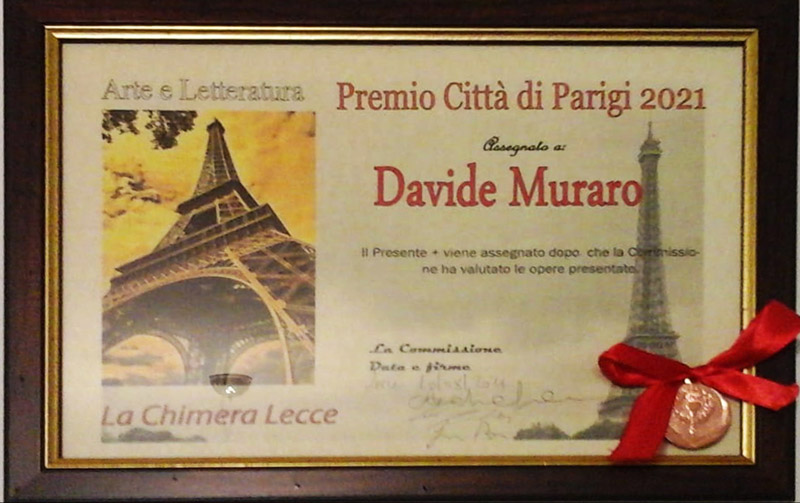 Arte e Letteratura
Premio Città di Parigi 2021
Assegnato a:
Davide Muraro
Il Presente + viene assegnato dopo che la Commissio-
ne ha valutato le opere presentate.
La Commissione
Data e firme
La Chimera Lecce